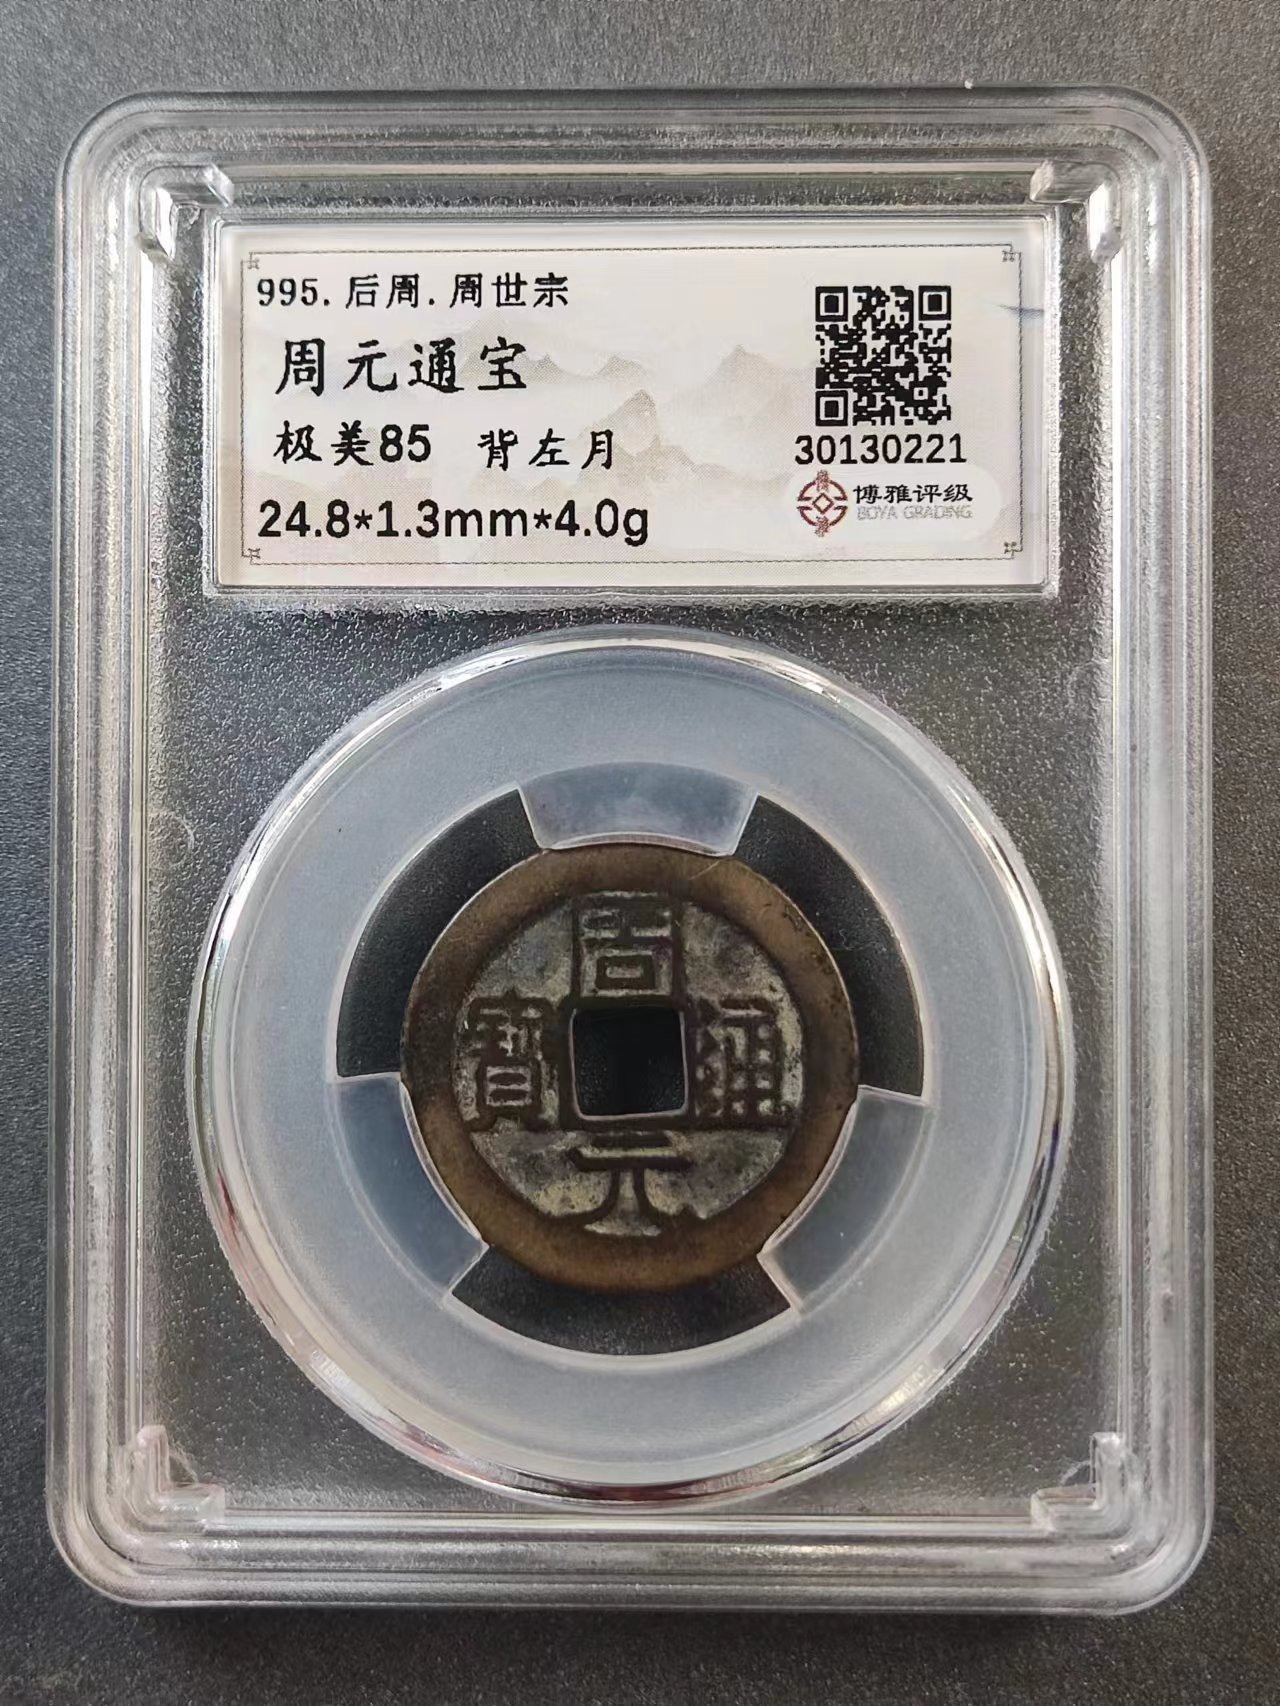 995.后周.周世宗
周元通宝
极美85 背左月
24.8*1.3mm*4.0g
30130221
博雅评级
BOYA GRADING
周
寶 通
元